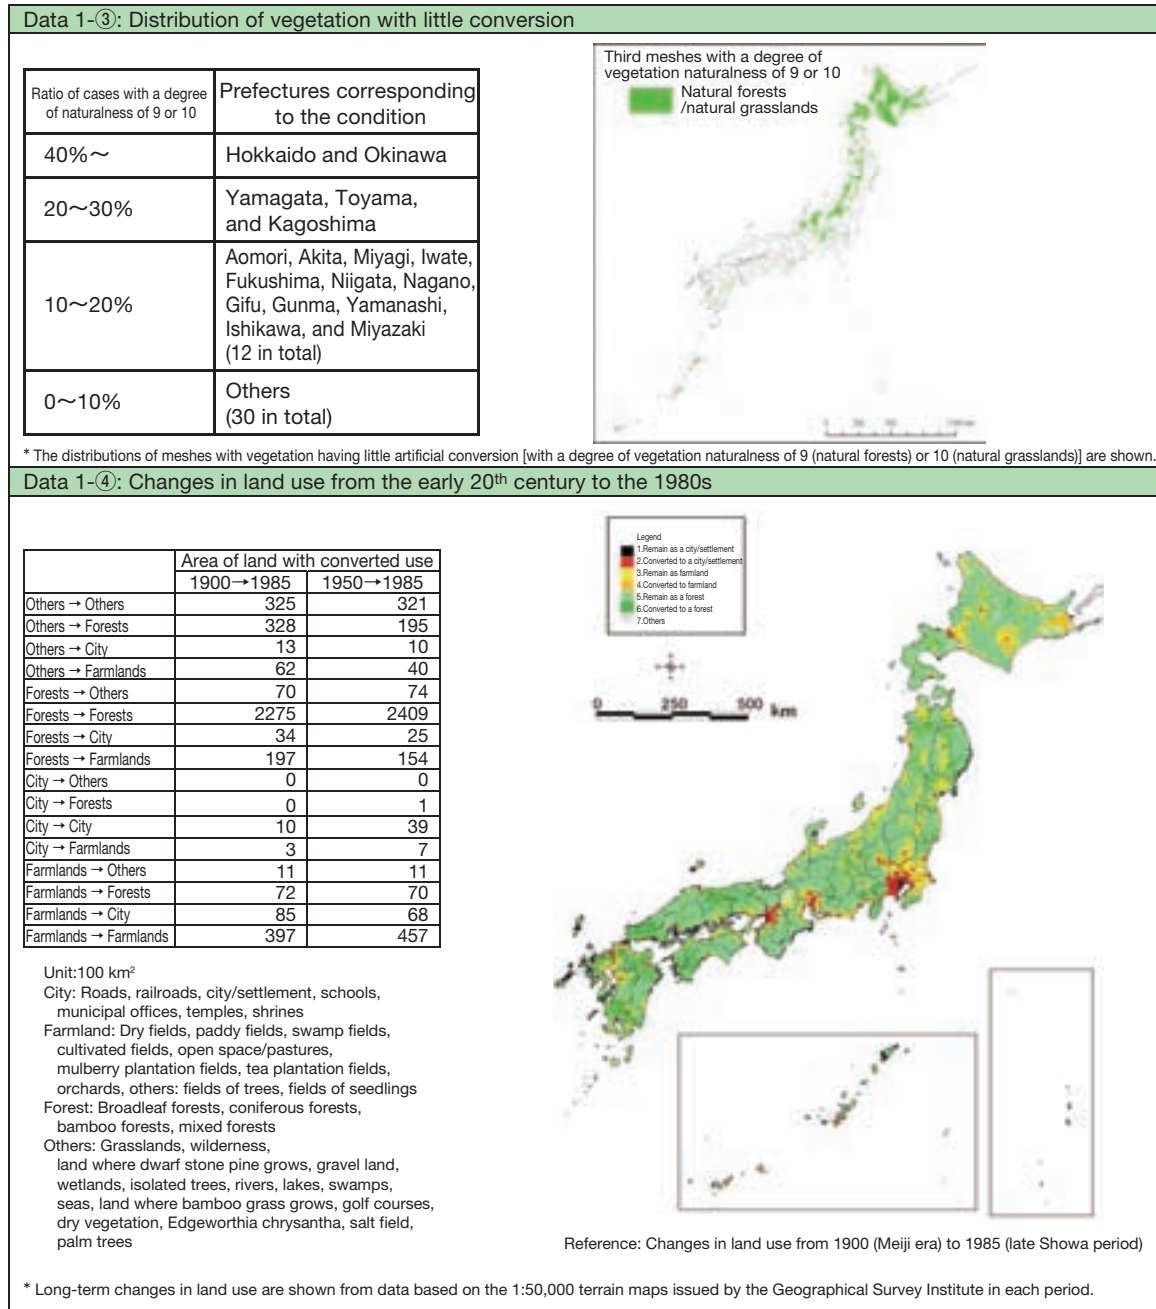 Data 1-③: Distribution of vegetation with little conversion
Ratio of cases with a degree
of naturalness of 9 or 10
Prefectures corresponding
to the condition
40%～
Hokkaido and Okinawa
20～30%
Yamagata, Toyama,
and Kagoshima
10～20%
Aomori, Akita, Miyagi, Iwate,
Fukushima, Niigata, Nagano,
Gifu, Gunma, Yamanashi,
Ishikawa, and Miyazaki
(12 in total)
0～10%
Others
(30 in total)
Third meshes with a degree of
vegetation naturalness of 9 or 10
Natural forests
/natural grasslands
* The distributions of meshes with vegetation having little artificial conversion [with a degree of vegetation naturalness of 9 (natural forests) or 10 (natural grasslands)] are shown.
Data 1-④: Changes in land use from the early 20th century to the 1980s
Area of land with converted use
1900→1985 1950→1985
Others → Others 325 321
Others → Forests 328 195
Others → City 13 10
Others → Farmlands 62 40
Forests → Others 70 74
Forests → Forests 2275 2409
Forests → City 34 25
Forests → Farmlands 197 154
City → Others 0 0
City → Forests 0 1
City → City 10 39
City → Farmlands 3 7
Farmlands → Others 11 11
Farmlands → Forests 72 70
Farmlands → City 85 68
Farmlands → Farmlands 397 457
Unit:100 km²
City: Roads, railroads, city/settlement, schools,
municipal offices, temples, shrines
Farmland: Dry fields, paddy fields, swamp fields,
cultivated fields, open space/pastures,
mulberry plantation fields, tea plantation fields,
orchards, others: fields of trees, fields of seedlings
Forest: Broadleaf forests, coniferous forests,
bamboo forests, mixed forests
Others: Grasslands, wilderness,
land where dwarf stone pine grows, gravel land,
wetlands, isolated trees, rivers, lakes, swamps,
seas, land where bamboo grass grows, golf courses,
dry vegetation, Edgeworthia chrysantha, salt field,
palm trees
Legend
1.Remain as a city/settlement
2.Converted to a city/settlement
3.Remain as farmland
4.Converted to farmland
5.Remain as a forest
6.Converted to a forest
7.Others
0 250 500 km
Reference: Changes in land use from 1900 (Meiji era) to 1985 (late Showa period)
* Long-term changes in land use are shown from data based on the 1:50,000 terrain maps issued by the Geographical Survey Institute in each period.